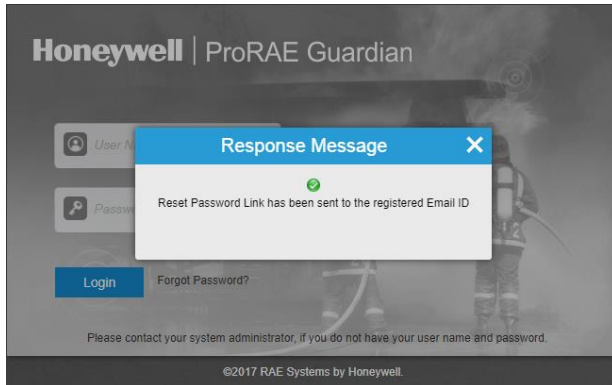 Honeywell | ProRAE Guardian
User N
Response Message
Reset Password Link has been sent to the registered Email ID
Passw
Login
Forgot Password?
Please contact your system administrator, if you do not have your user name and password.
©2017 RAE Systems by Honeywell.